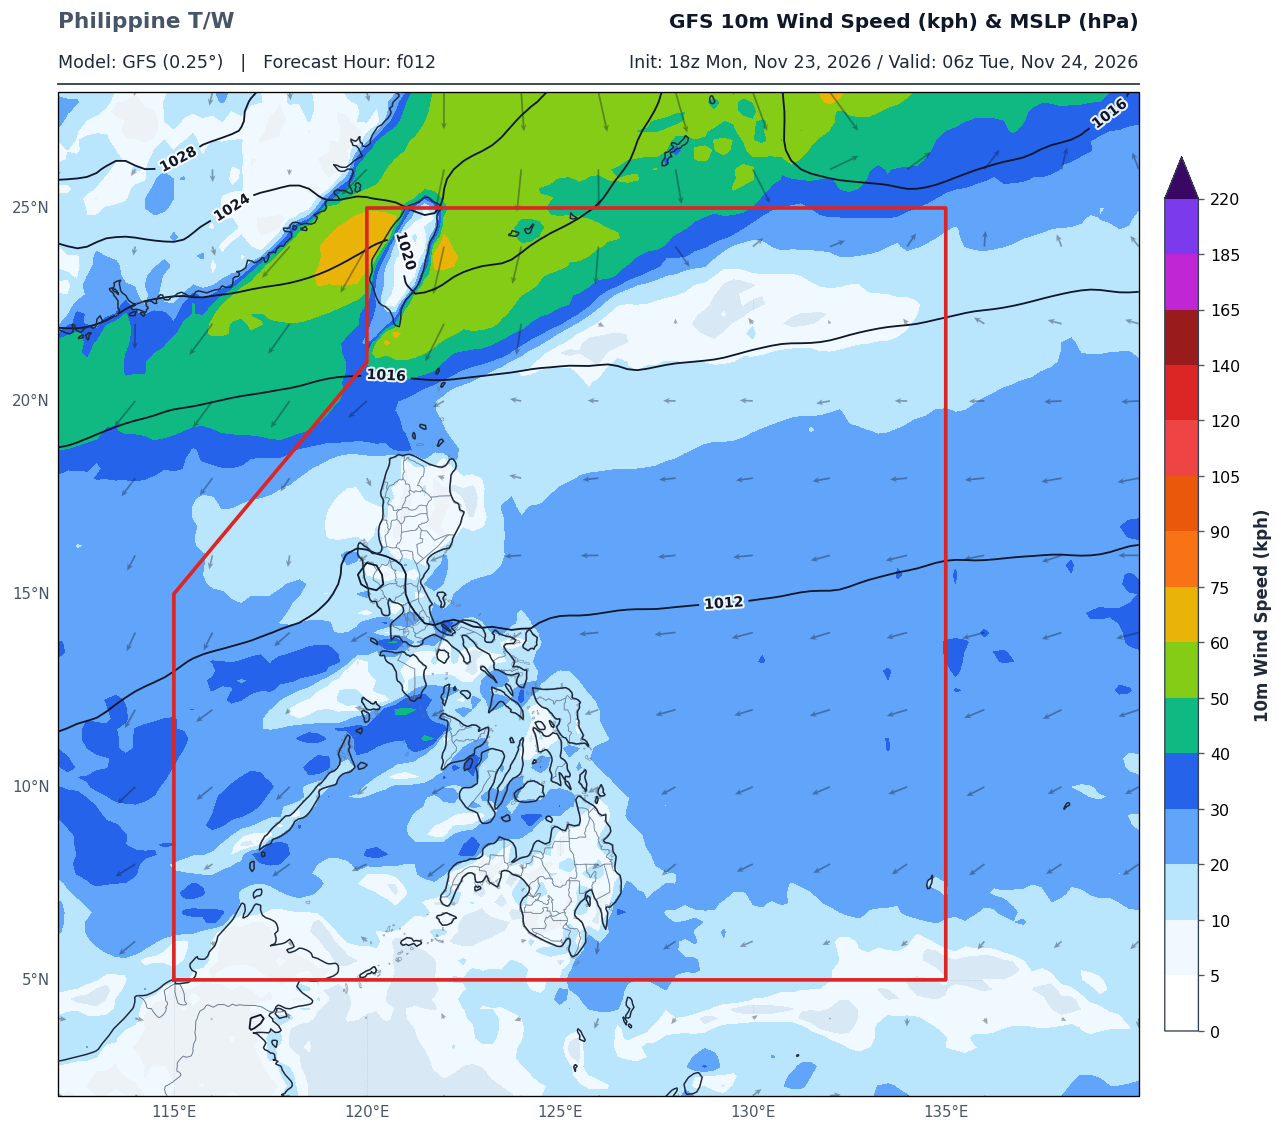 Philippine T/W
GFS 10m Wind Speed (kph) & MSLP (hPa)
Model: GFS (0.25°) | Forecast Hour: f012
Init: 18z Mon, Nov 23, 2026 / Valid: 06z Tue, Nov 24, 2026
1016
1028
1024
1020
1016
1012
25°N
20°N
15°N
10°N
5°N
115°E
120°E
125°E
130°E
135°E
220
185
165
140
120
105
90
75
60
50
40
30
20
10
5
0
10m Wind Speed (kph)